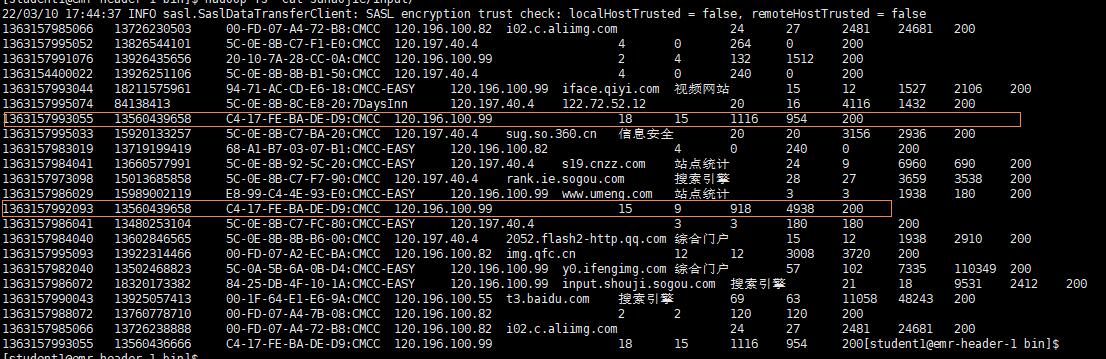 22/03/10 17:44:37 INFO sasl.SaslDataTransferClient: SASL encryption trust check: localHostTrusted = false, remoteHostTrusted = false
1363157985066 13726230503 00-FD-07-A4-72-B8:CMCC 120.196.100.82 i02.c.aliimg.com 24 27 2481 24681 200
1363157995052 13826544101 5C-0E-8B-C7-F1-E0:CMCC 120.197.40.4 4 0 264 0 200
1363157991076 13926435656 20-10-7A-28-CC-0A:CMCC 120.196.100.99 2 4 132 1512 200
1363154400022 13926251106 5C-0E-8B-8B-B1-50:CMCC 120.197.40.4 4 0 240 0 200
1363157993044 18211575961 94-71-AC-CD-E6-18:CMCC-EASY 120.196.100.99 iface.qiyi.com 视频网站 15 12 1527 2106 200
1363157995074 84138413 5C-0E-8B-8C-E8-20:7DaysInn 120.197.40.4 122.72.52.12 20 16 4116 1432 200
1363157993055 13560439658 C4-17-FE-BA-DE-D9:CMCC 120.196.100.99 18 15 1116 954 200
1363157995033 15920133257 5C-0E-8B-C7-BA-20:CMCC 120.197.40.4 sug.so.360.cn 信息安全 20 20 3156 2936 200
1363157983019 13719199419 68-A1-B7-03-07-B1:CMCC-EASY 120.196.100.82 4 0 240 0 200
1363157984041 13660577991 5C-0E-8B-92-5C-20:CMCC-EASY 120.197.40.4 s19.cnzz.com 站点统计 24 9 6960 690 200
1363157973098 15013685858 5C-0E-8B-C7-F7-90:CMCC 120.197.40.4 rank.ie.sogou.com 搜索引擎 28 27 3659 3538 200
1363157986029 15989002119 E8-99-C4-4E-93-E0:CMCC-EASY 120.196.100.99 www.umeng.com 站点统计 3 3 1938 180 200
1363157992093 13560439658 C4-17-FE-BA-DE-D9:CMCC 120.196.100.99 15 9 918 4938 200
1363157986041 13480253104 5C-0E-8B-C7-FC-80:CMCC-EASY 120.197.40.4 3 3 180 180 200
1363157984040 13602846565 5C-0E-8B-8B-B6-00:CMCC 120.197.40.4 2052.flash2-http.qq.com 综合门户 15 12 1938 2910 200
1363157995093 13922314466 00-FD-07-A2-EC-BA:CMCC 120.196.100.82 img.qfc.cn 12 12 3008 3720 200
1363157982040 13502468823 5C-0A-5B-6A-0B-D4:CMCC-EASY 120.196.100.99 y0.ifengimg.com 综合门户 57 102 7335 110349 200
1363157986072 18320173382 84-25-DB-4F-10-1A:CMCC-EASY 120.196.100.99 input.shouji.sogou.com 搜索引擎 21 18 9531 2412 200
1363157990043 13925057413 00-1F-64-E1-E6-9A:CMCC 120.196.100.55 t3.baidu.com 搜索引擎 69 63 11058 48243 200
1363157988072 13760778710 00-FD-07-A4-7B-08:CMCC 120.196.100.82 2 2 120 120 200
1363157985066 13726238888 00-FD-07-A4-72-B8:CMCC 120.196.100.82 i02.c.aliimg.com 24 27 2481 24681 200
1363157993055 13560436666 C4-17-FE-BA-DE-D9:CMCC 120.196.100.99 18 15 1116 954 200[student1@emr-header-1 bin]$